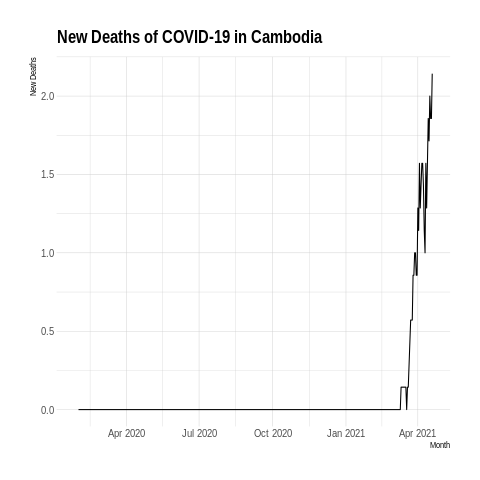 New Deaths of COVID-19 in Cambodia
New Deaths
2.0
1.5
1.0
0.5
0.0
Apr 2020 Jul 2020 Oct 2020 Jan 2021 Apr 2021
Month